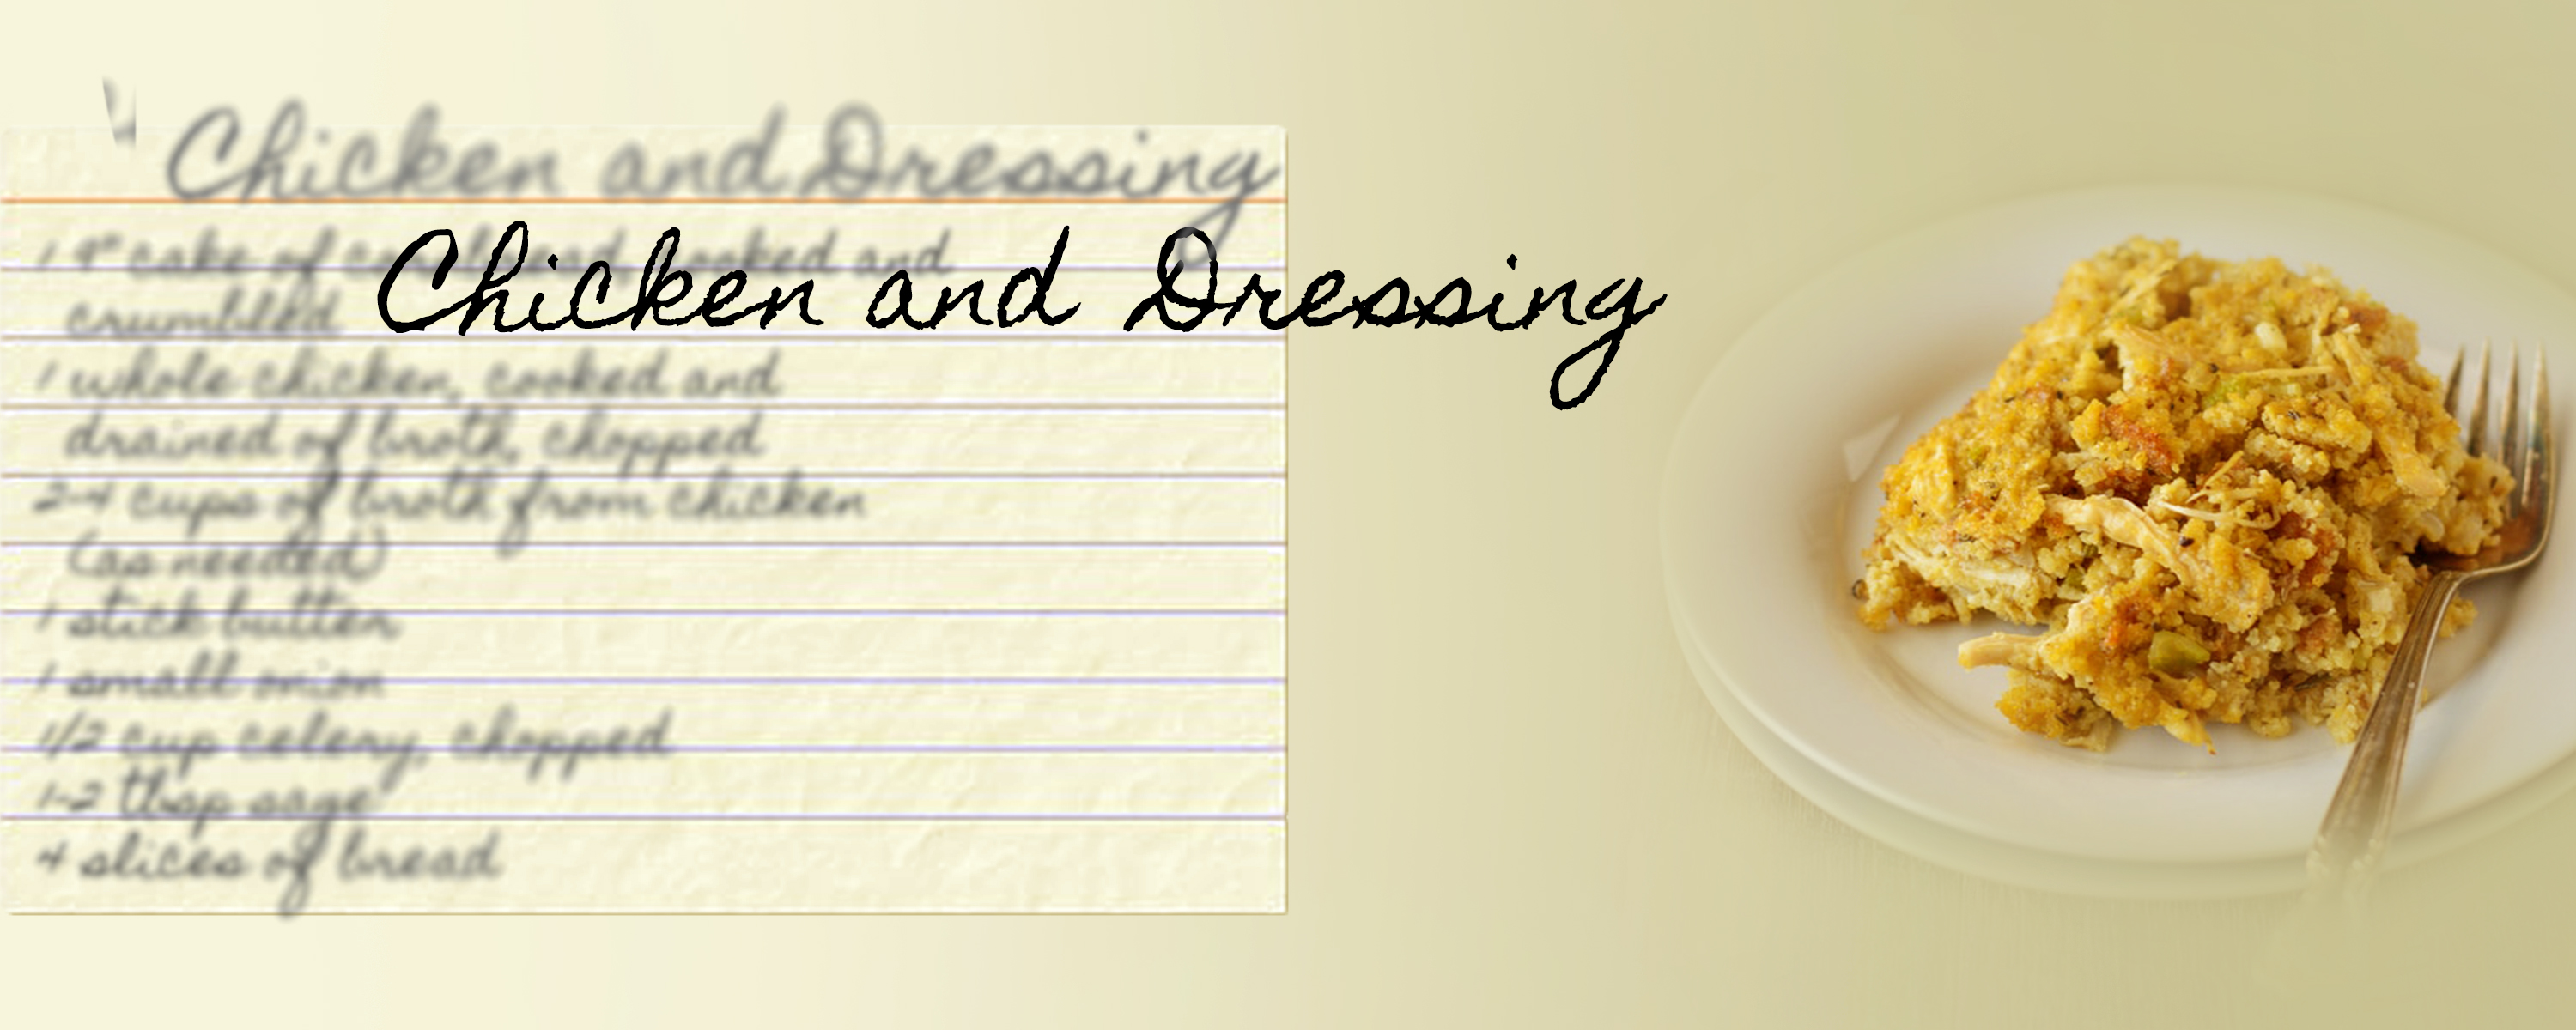 Chicken and Dressing
Chicken and Dressing
1 9" cake of cooked and
crumbled
1 whole chicken, cooked and
drained of broth, chopped
2-4 cups of broth from chicken
(as needed)
1 stick butter
1 small onion
1/2 cup celery, chopped
1-2 tbsp sage
4 slices of bread